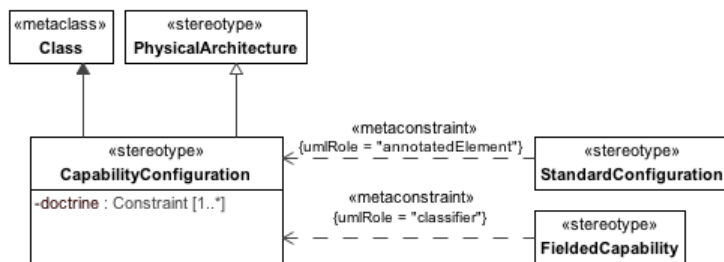 «metaclass»
Class
«stereotype»
PhysicalArchitecture
«stereotype»
CapabilityConfiguration
-doctrine : Constraint [1..*]
«metaconstraint»
{umlRole = "annotatedElement"}
«stereotype»
StandardConfiguration
«metaconstraint»
{umlRole = "classifier"}
«stereotype»
FieldedCapability